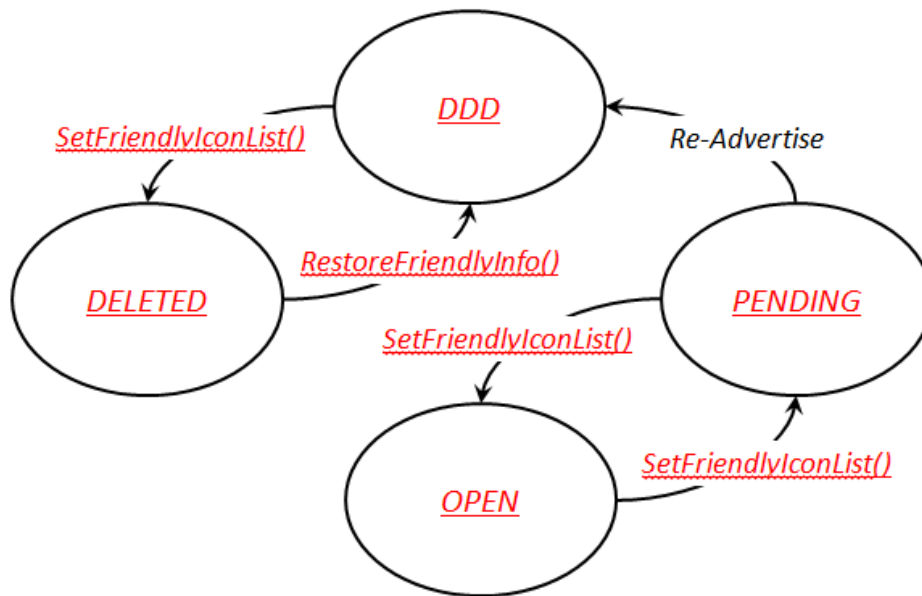 DDD
SetFriendlyIconList()
Re-Advertise
RestoreFriendlyInfo()
DELETED
PENDING
SetFriendlyIconList()
SetFriendlyIconList()
OPEN